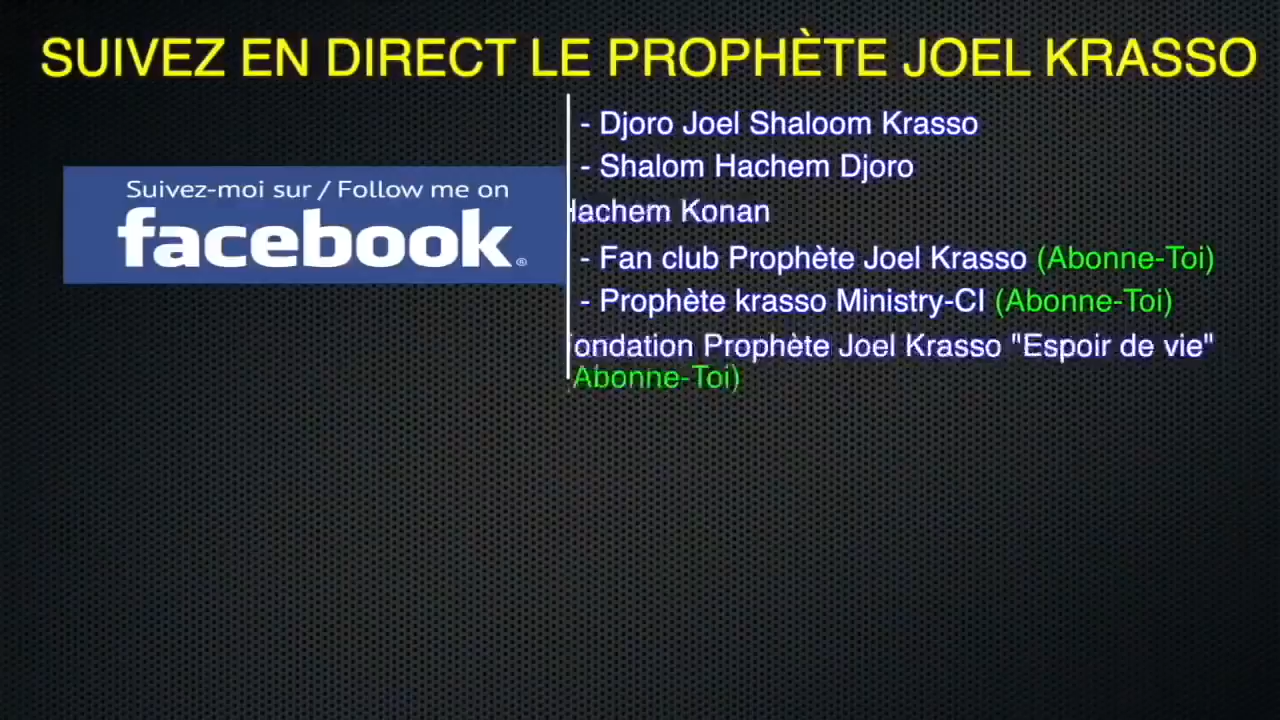 SUIVEZ EN DIRECT LE PROPHÈTE JOEL KRASSO
Suivez-moi sur / Follow me on
facebook®
- Djoro Joel Shaloom Krasso
- Shalom Hachem Djoro
Konan
- Fan club Prophète Joel Krasso (Abonne-Toi)
- Prophète krasso Ministry-CI (Abonne-Toi)
ondation Prophète Joel Krasso "Espoir de vie"
Abonne-Toi)